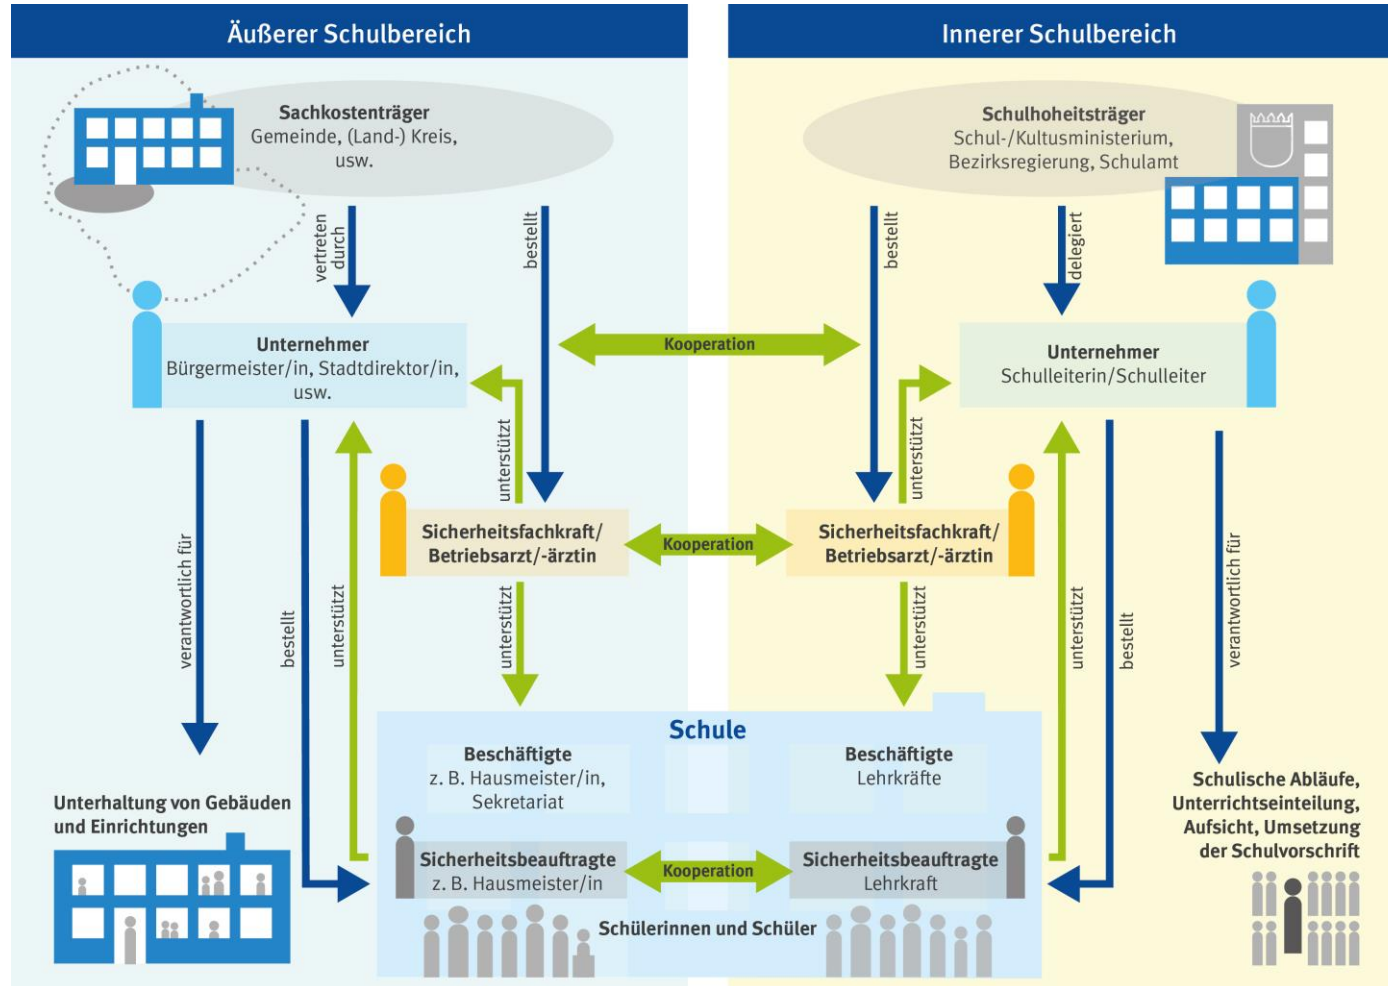 Äußerer Schulbereich
Sachkostenträger
Gemeinde, (Land-) Kreis,
usw.
vertreten
durch
bestellt
Unternehmer
Bürgermeister/in, Stadtdirektor/in,
usw.
unterstützt
Sicherheitsfachkraft/
Betriebsarzt/-ärztin
verantwortlich für
bestellt
unterstützt
unterstützt
Unterhaltung von Gebäuden
und Einrichtungen
Kooperation
Kooperation
Innerer Schulbereich
Schulhoheitsträger
Schul-/Kultusministerium,
Bezirksregierung, Schulamt
bestellt
delegiert
Unternehmer
Schulleiterin/Schulleiter
unterstützt
Sicherheitsfachkraft/
Betriebsarzt/-ärztin
unterstützt
unterstützt
bestellt
verantwortlich für
Schulische Abläufe,
Unterrichtseinteilung,
Aufsicht, Umsetzung
der Schulvorschrift
Schule
Beschäftigte
z. B. Hausmeister/in,
Sekretariat
Beschäftigte
Lehrkräfte
Sicherheitsbeauftragte
z. B. Hausmeister/in
Kooperation
Sicherheitsbeauftragte
Lehrkraft
Schülerinnen und Schüler